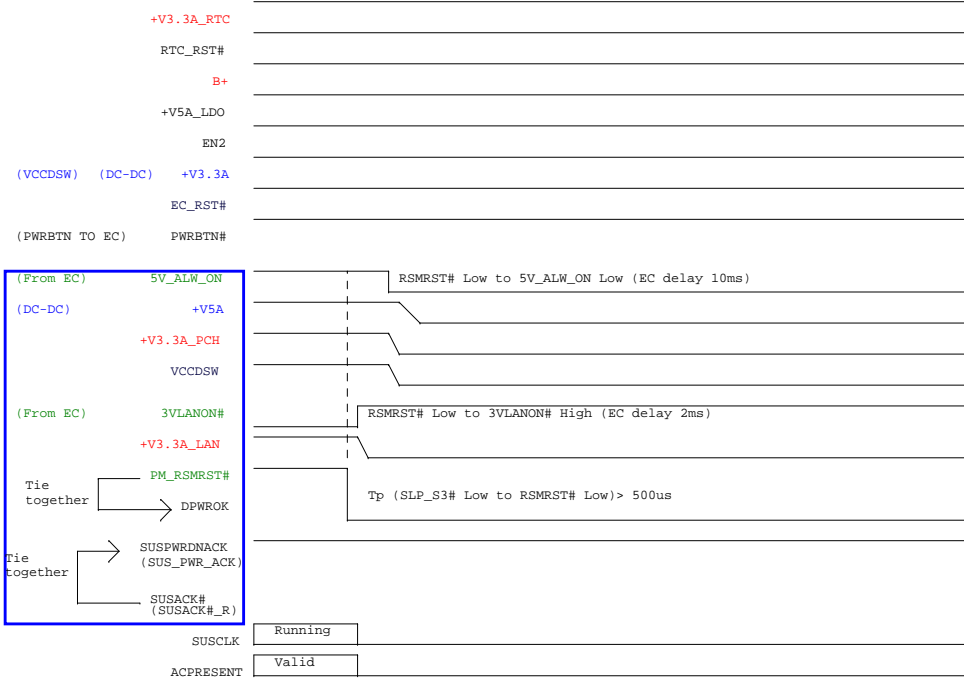 +V3.3A_RTC
RTC_RST#
B+
+V5A_LDO
EN2
(VCCDSW) (DC-DC) +V3.3A
EC_RST#
(PWRBTN TO EC) PWRBTN#
(From EC) 5V_ALW_ON RSMRST# Low to 5V_ALW_ON Low (EC delay 10ms)
(DC-DC) +V5A
+V3.3A_PCH
VCCDSW
(From EC) 3VLANON# RSMRST# Low to 3VLANON# High (EC delay 2ms)
+V3.3A_LAN
PM_RSMRST#
Tie
together
DPWROK
Tp (SLP_S3# Low to RSMRST# Low)> 500us
SUSPWRDNACK
(SUS_PWR_ACK)
Tie
together
SUSACK#
(SUSACK#_R)
SUSCLK Running
ACPRESENT Valid